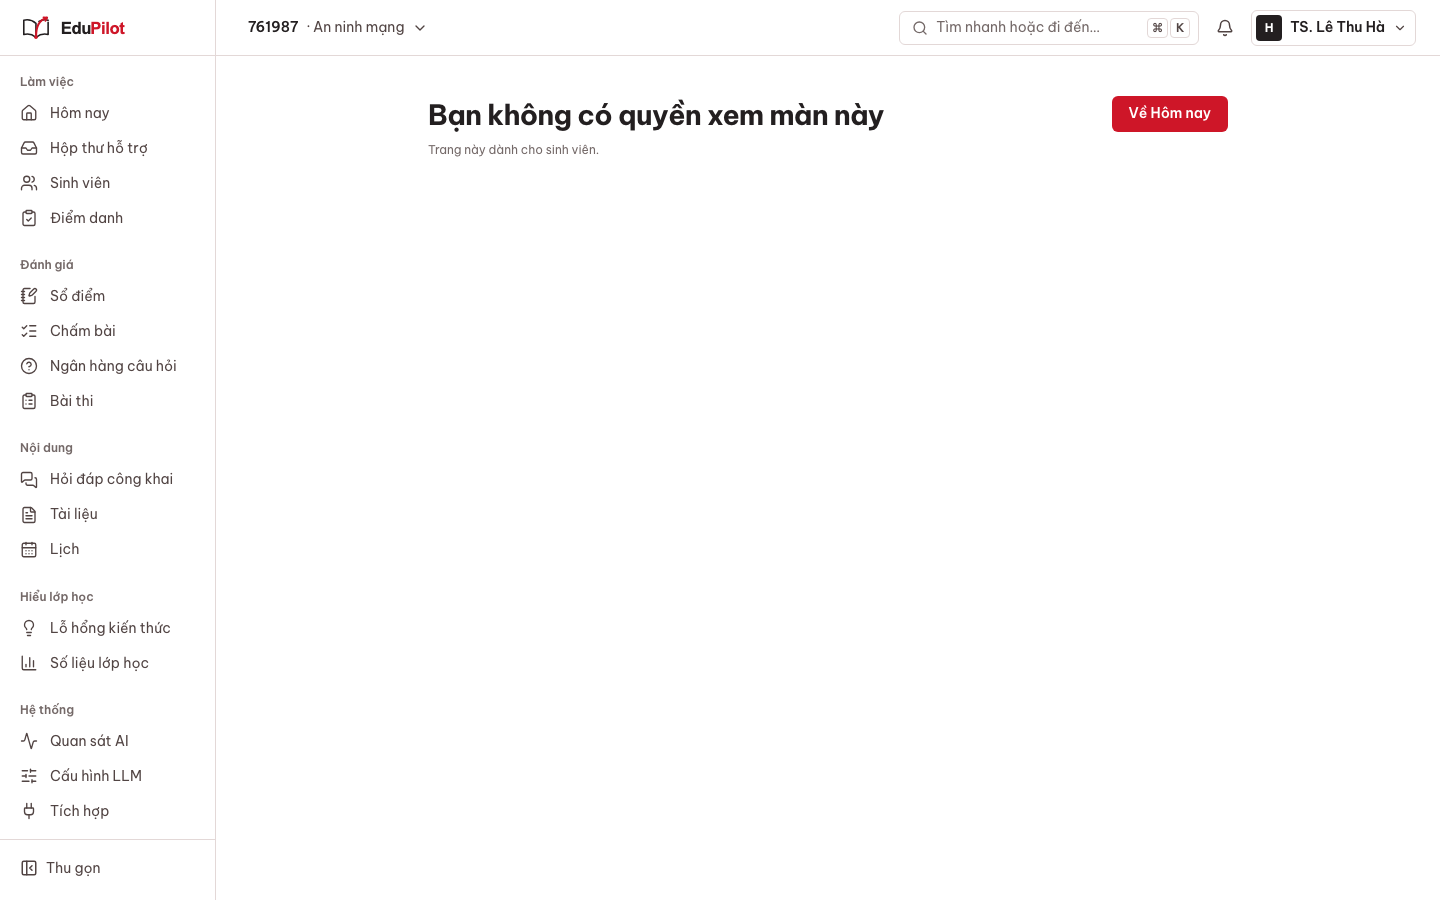 EduPilot
761987 · An ninh mạng
Tìm nhanh hoặc đi đến...
⌘ K
H
TS. Lê Thu Hà
Làm việc
Hôm nay
Hộp thư hỗ trợ
Sinh viên
Điểm danh
Đánh giá
Sổ điểm
Chấm bài
Ngân hàng câu hỏi
Bài thi
Nội dung
Hỏi đáp công khai
Tài liệu
Lịch
Hiểu lớp học
Lỗ hổng kiến thức
Số liệu lớp học
Hệ thống
Quan sát AI
Cấu hình LLM
Tích hợp
Thu gọn
Bạn không có quyền xem màn này
Về Hôm nay
Trang này dành cho sinh viên.